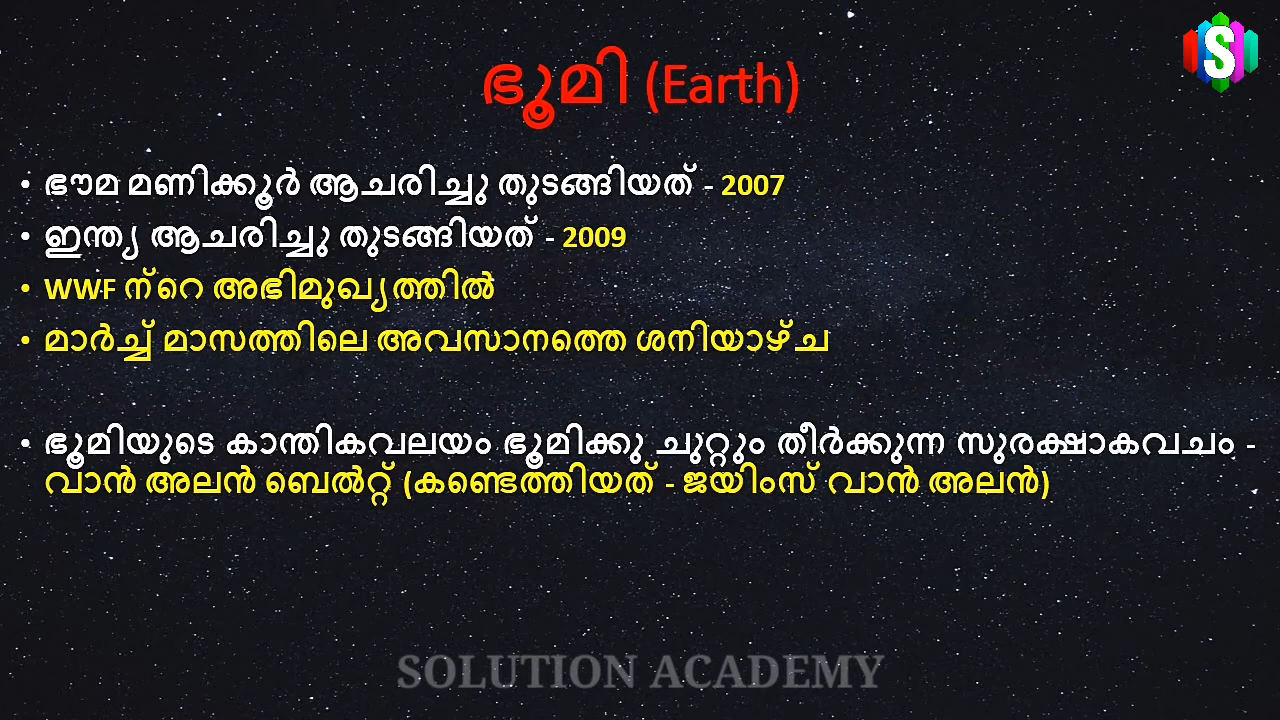 S
ഭൂമി (Earth)
• ഭൗമ മണിക്കൂർ ആചരിച്ചു തുടങ്ങിയത് - 2007
• ഇന്ത്യ ആചരിച്ചു തുടങ്ങിയത് - 2009
• WWF ന്റെ അഭിമുഖ്യത്തിൽ
• മാർച്ച് മാസത്തിലെ അവസാനത്തെ ശനിയാഴ്ച
• ഭൂമിയുടെ കാന്തികവലയം ഭൂമിക്കു ചുറ്റും തീർക്കുന്ന സുരക്ഷാകവചം -
വാൻ അലൻ ബെൽറ്റ് (കണ്ടെത്തിയത് - ജയിംസ് വാൻ അലൻ)
SOLUTION ACADEMY